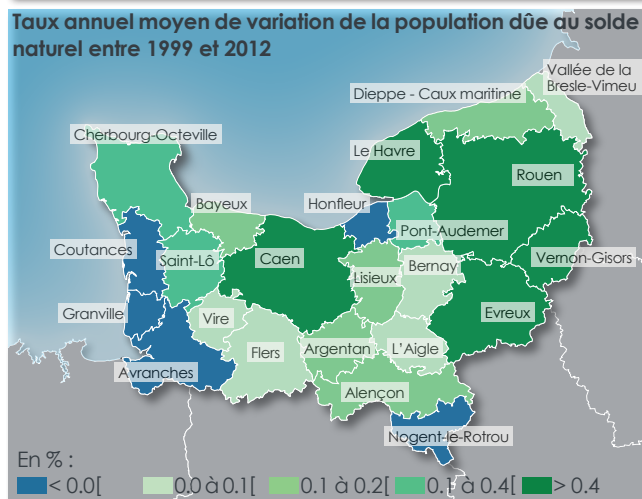 Taux annuel moyen de variation de la population dûe au solde
naturel entre 1999 et 2012
Vallée de la
Bresle-Vimeu
Dieppe - Caux maritime
Cherbourg-Octeville
Le Havre
Rouen
Bayeux
Honfleur
Pont-Audemer
Coutances
Saint-Lô
Caen
Vernon-Gisors
Bernay
Lisieux
Granville
Vire
Evreux
Flers
Argentan
L'Aigle
Avranches
Alençon
Nogent-le-Rotrou
En % :
< 0.0[ 0.0 à 0.1[ 0.1 à 0.2[ 0.1 à 0.4[ > 0.4